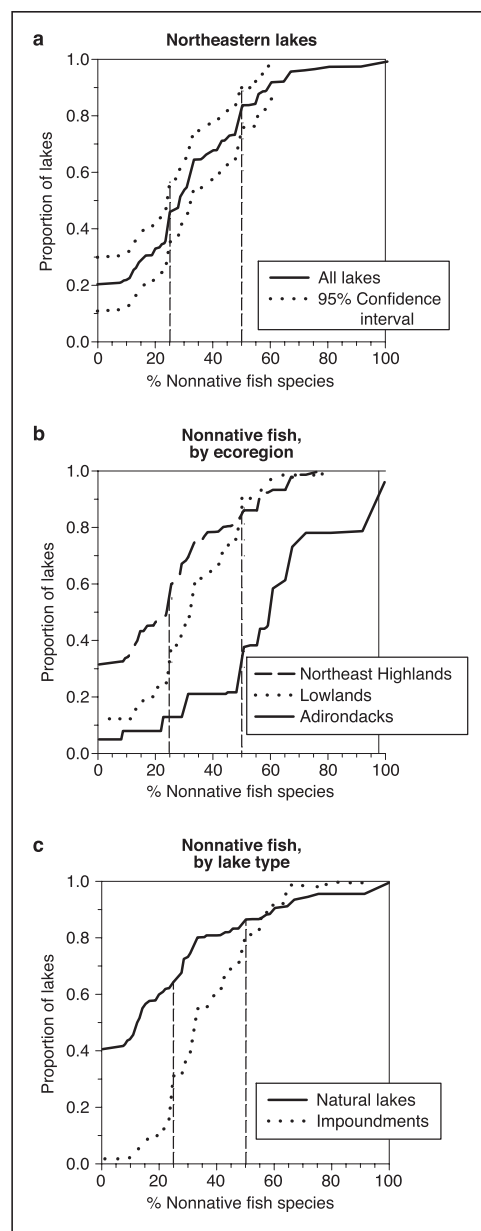 a
Northeastern lakes
1.0
0.8
0.6
0.4
0.2
0.0
Proportion of lakes
All lakes
95% Confidence
interval
0 20 40 60 80 100
% Nonnative fish species
b
Nonnative fish,
by ecoregion
1.0
0.8
0.6
0.4
0.2
0.0
Proportion of lakes
Northeast Highlands
Lowlands
Adirondacks
0 20 40 60 80 100
% Nonnative fish species
c
Nonnative fish,
by lake type
1.0
0.8
0.6
0.4
0.2
0.0
Proportion of lakes
Natural lakes
Impoundments
0 20 40 60 80 100
% Nonnative fish species